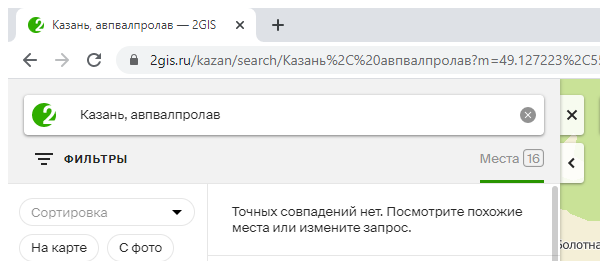 Казань, авпвалпролав — 2GIS
2gis.ru/kazan/search/Казань%2C%20авпвалпролав?m=49.127223%2C55
Казань, авпвалпролав
ФИЛЬТРЫ
Места 16
Сортировка
На карте
С фото
Точных совпадений нет. Посмотрите похожие
места или измените запрос.
Болотна